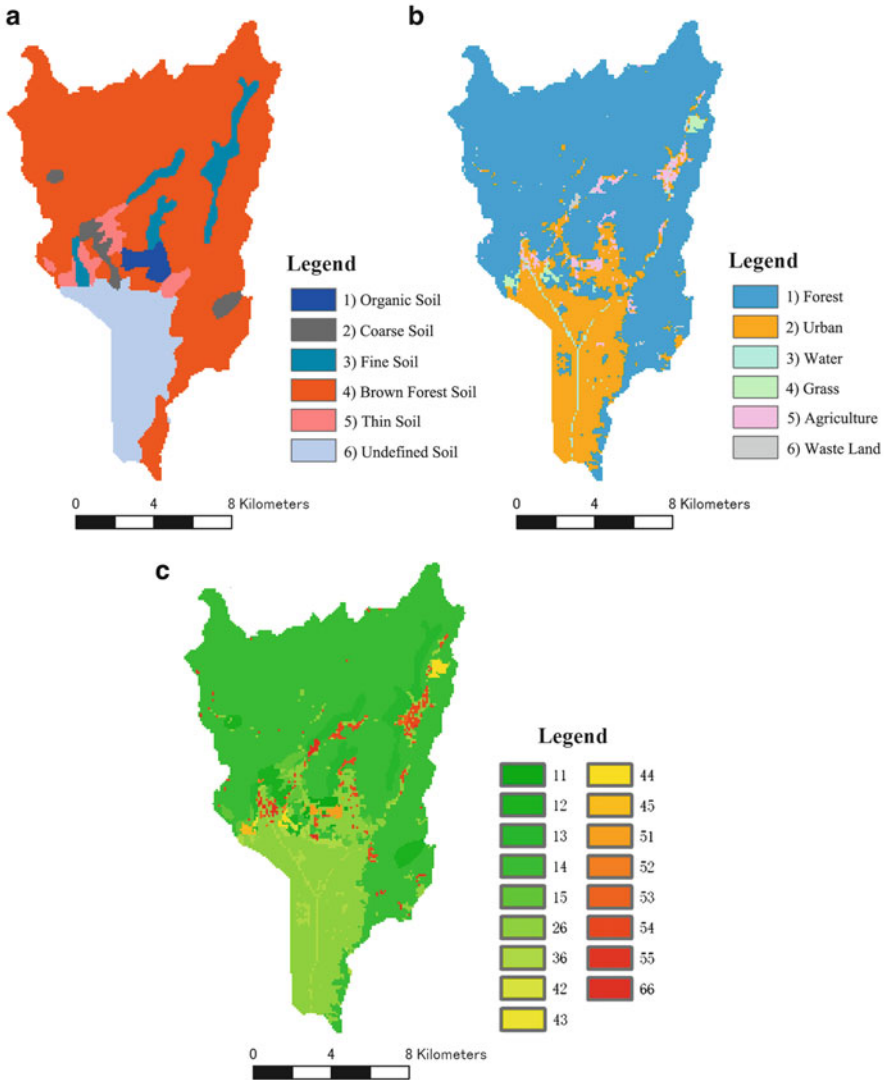 a
b
Legend
1) Organic Soil
2) Coarse Soil
3) Fine Soil
4) Brown Forest Soil
5) Thin Soil
6) Undefined Soil
0 4 8 Kilometers
Legend
1) Forest
2) Urban
3) Water
4) Grass
5) Agriculture
6) Waste Land
0 4 8 Kilometers
c
Legend
11
12
13
14
15
26
36
42
43
44
45
51
52
53
54
55
66
0 4 8 Kilometers